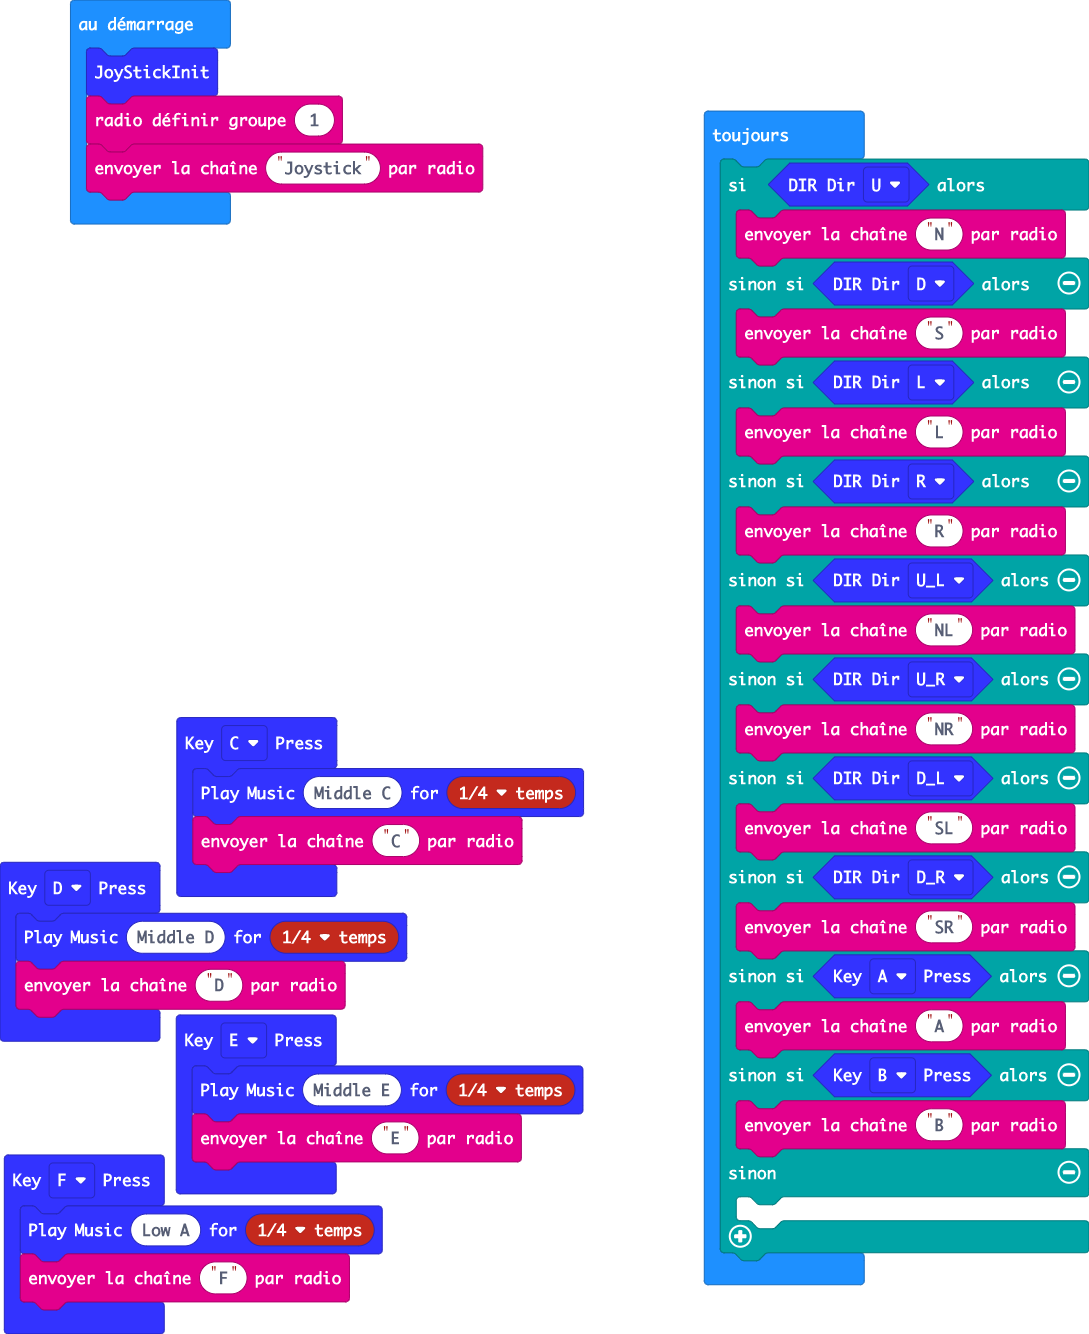 au démarrage
JoyStickInit
radio définir groupe 1
envoyer la chaîne "Joystick" par radio
toujours
si DIR Dir U alors
envoyer la chaîne "N" par radio
sinon si DIR Dir D alors
envoyer la chaîne "S" par radio
sinon si DIR Dir L alors
envoyer la chaîne "L" par radio
sinon si DIR Dir R alors
envoyer la chaîne "R" par radio
sinon si DIR Dir U_L alors
envoyer la chaîne "NL" par radio
sinon si DIR Dir U_R alors
envoyer la chaîne "NR" par radio
sinon si DIR Dir D_L alors
envoyer la chaîne "SL" par radio
sinon si DIR Dir D_R alors
envoyer la chaîne "SR" par radio
sinon si Key A Press alors
envoyer la chaîne "A" par radio
sinon si Key B Press alors
envoyer la chaîne "B" par radio
sinon
Key C Press
Play Music Middle C for 1/4 temps
envoyer la chaîne "C" par radio
Key D Press
Play Music Middle D for 1/4 temps
envoyer la chaîne "D" par radio
Key E Press
Play Music Middle E for 1/4 temps
envoyer la chaîne "E" par radio
Key F Press
Play Music Low A for 1/4 temps
envoyer la chaîne "F" par radio